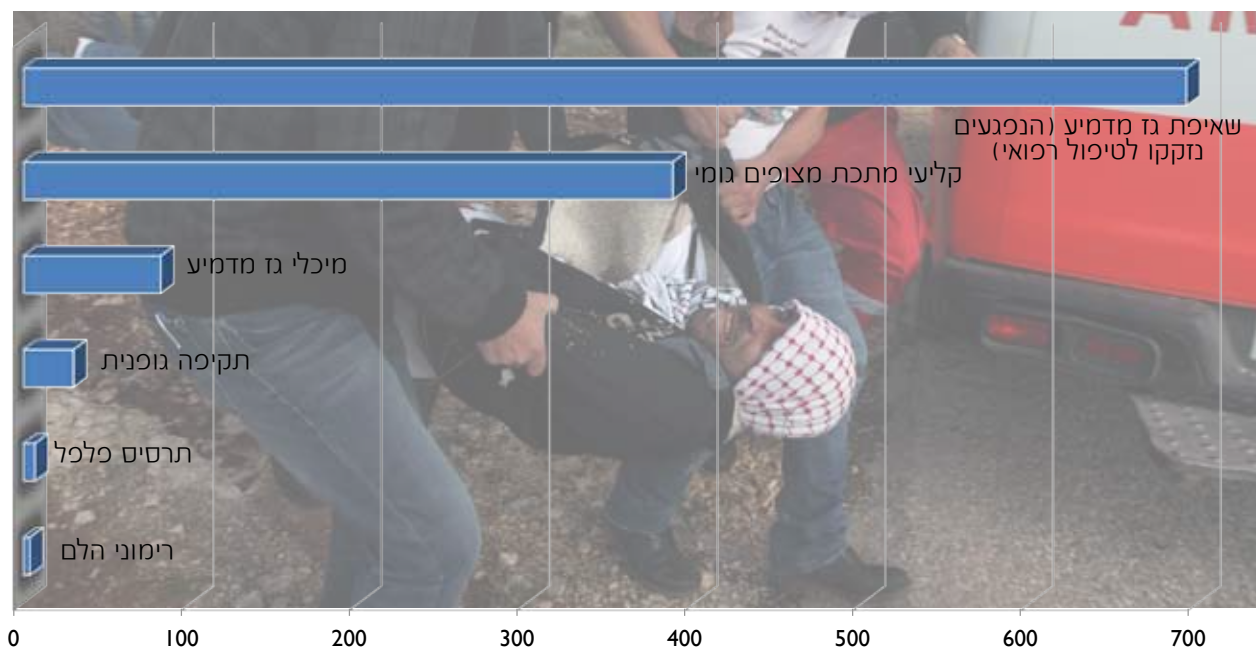 שאיפת גז מדמיע (הנפגעים
נזקקו לטיפול רפואי)
קליעי מתכת מצופים גומי
מיכלי גז מדמיע
תקיפה גופנית
תרסיס פלפל
רימוני הלם
0 100 200 300 400 500 600 700